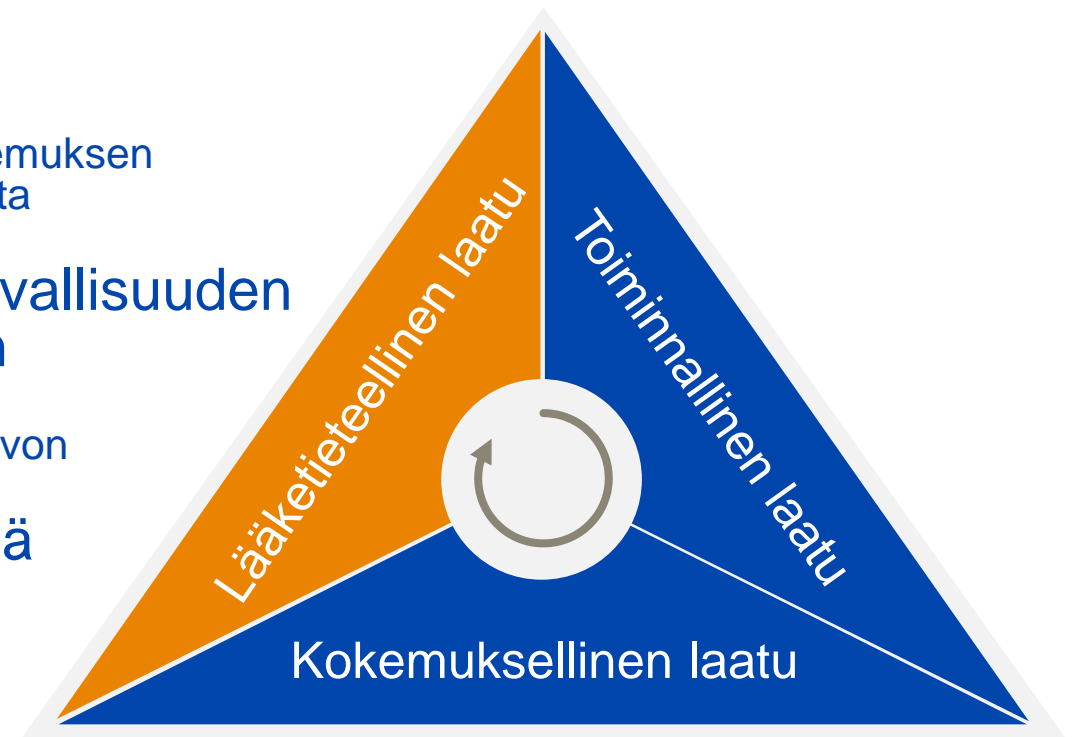 emuksen
ta
vallisuuden
n
von
ä
Lääketieteellinen laatu
Toiminnallinen laatu
Kokemuksellinen laatu